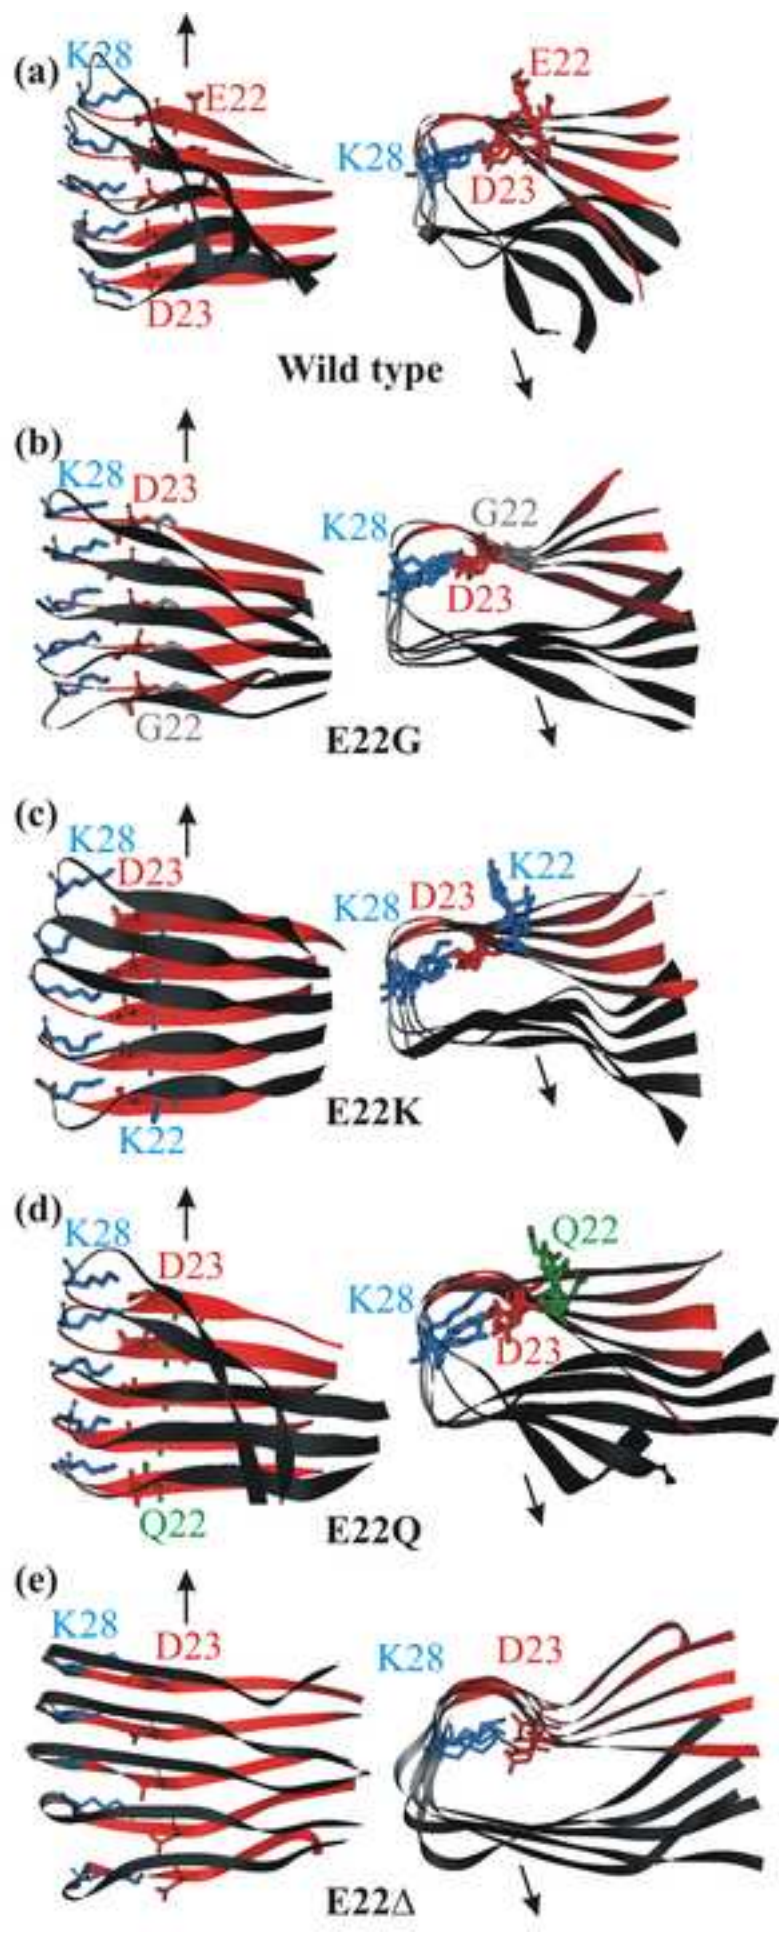 (a)
K28
E22
D23
E22
K28
D23
Wild type
(b)
K28
D23
G22
K28
G22
D23
E22G
(c)
K28
D23
K22
K28
D23
K22
E22K
(d)
K28
D23
Q22
K28
Q22
D23
E22Q
(e)
K28
D23
K28
D23
E22Δ